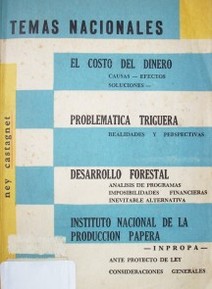 TEMAS NACIONALES
EL COSTO DEL DINERO
CAUSAS — EFECTOS
SOLUCIONES —
PROBLEMATICA TRIGUERA
REALIDADES Y PERSPECTIVAS
DESARROLLO FORESTAL
ANALISIS DE PROGRAMAS
IMPOSIBILIDADES FINANCIERAS
INEVITABLE ALTERNATIVA
INSTITUTO NACIONAL DE LA
PRODUCCION PAPERA
— INPROPA —
ANTE PROYECTO DE LEY
CONSIDERACIONES GENERALES
ney castagnet